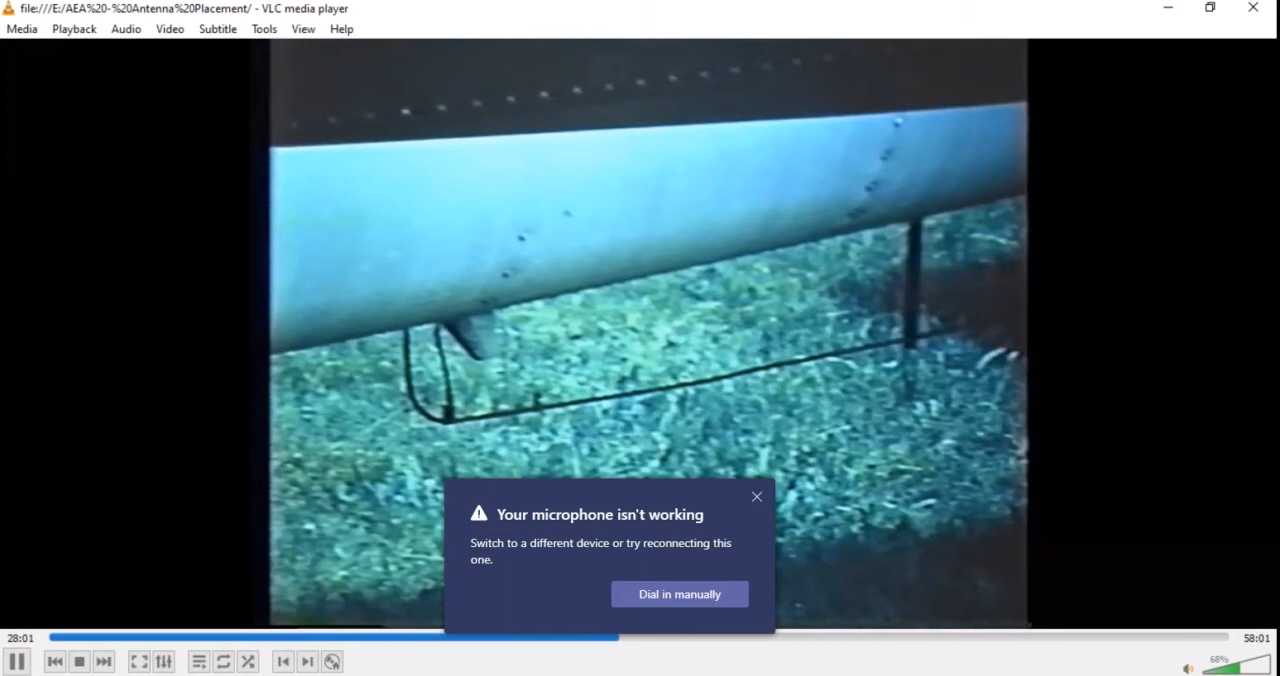 file:///E:/AEA%20-%20Antenna%20Placement/ - VLC media player
Media Playback Audio Video Subtitle Tools View Help
Your microphone isn't working
Switch to a different device or try reconnecting this
one.
Dial in manually
28:01 58:01
68%